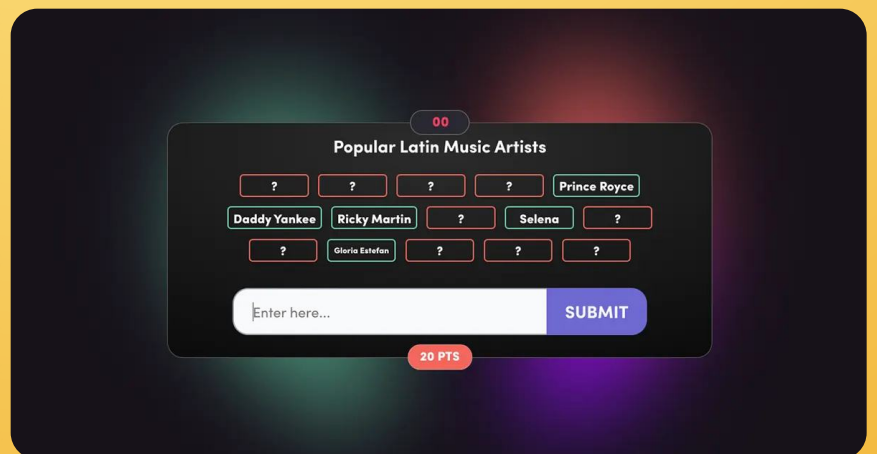 00
Popular Latin Music Artists
? ? ? ? Prince Royce
Daddy Yankee Ricky Martin ? Selena ?
? Gloria Estefan ? ? ?
Enter here... SUBMIT
20 PTS